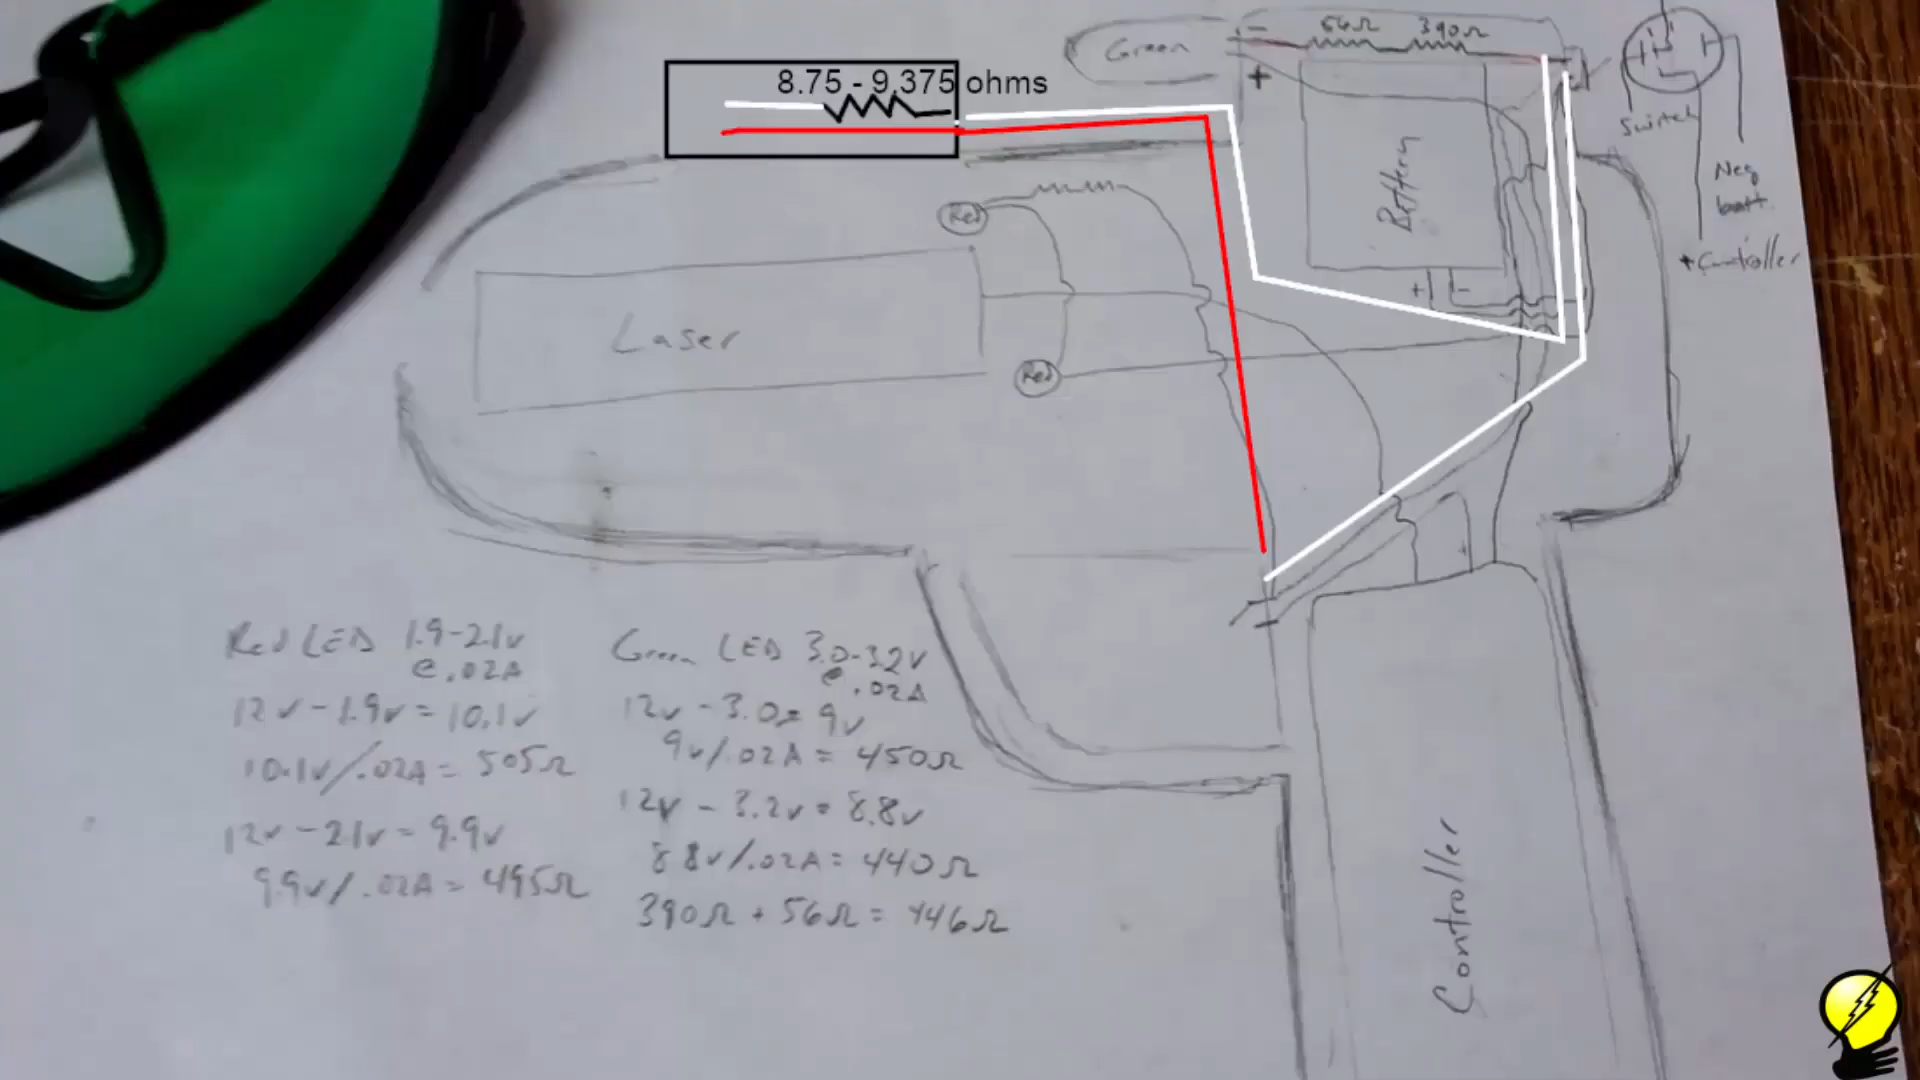 56Ω 390Ω
Green
-
+
8.75 - 9.375 ohms
Switch
Neg
batt.
+Controller
Battery
+ -
Red
Laser
Red
+
Red LED 1.9-2.1v
@ .02A
12v - 1.9v = 10.1v
10.1v/.02A = 505Ω
12v - 2.1v = 9.9v
9.9v/.02A = 495Ω
Green LED 3.0-3.2v
@ .02A
12v - 3.0 = 9v
9v/.02A = 450Ω
12v - 3.2v = 8.8v
8.8v/.02A = 440Ω
390Ω + 56Ω = 446Ω
Controller